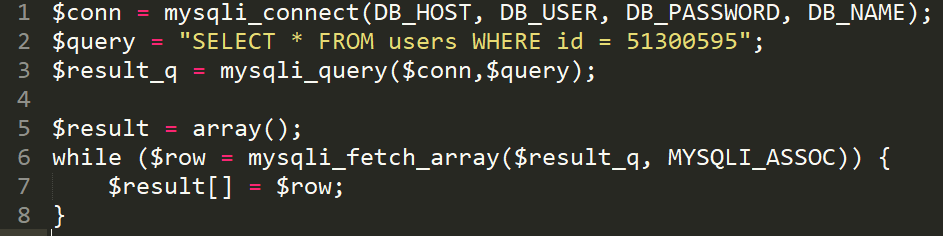 1 $conn = mysqli_connect(DB_HOST, DB_USER, DB_PASSWORD, DB_NAME);
2 $query = "SELECT * FROM users WHERE id = 51300595";
3 $result_q = mysqli_query($conn,$query);
4
5 $result = array();
6 while ($row = mysqli_fetch_array($result_q, MYSQLI_ASSOC)) {
7     $result[] = $row;
8 }